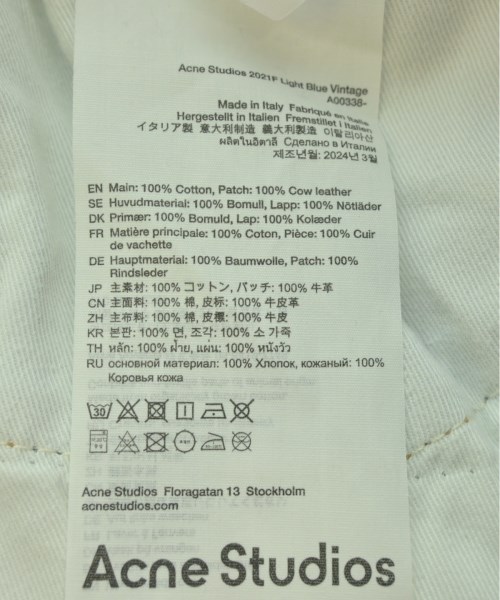 Acne Studios 2021F Light Blue Vintage
A00338-
Made in Italy Fabriqué en Italie
Hergestellt in Italien Fremstillet i Italien
イタリア製 意大利制造 義大利製造 이탈리아산
ผลิตในอิตาลี Сделано в Италии
제조년월: 2024년 3월
EN Main: 100% Cotton, Patch: 100% Cow leather
SE Huvudmaterial: 100% Bomull, Lapp: 100% Nötläder
DK Primær: 100% Bomuld, Lap: 100% Kolæder
FR Matière principale: 100% Coton, Pièce: 100% Cuir
de vachette
DE Hauptmaterial: 100% Baumwolle, Patch: 100%
Rindsleder
JP 主素材: 100% コットン, パッチ: 100% 牛革
CN 主面料: 100% 棉, 皮标: 100% 牛皮革
ZH 主布料: 100% 棉, 皮標: 100% 牛皮
KR 본판: 100% 면, 조각: 100% 소 가죽
TH หลัก: 100% ฝ้าย, แผ่น: 100% หนังวัว
RU основной материал: 100% Хлопок, кожаный: 100%
Коровья кожа
30
Acne Studios Floragatan 13 Stockholm
acnestudios.com
Acne Studios